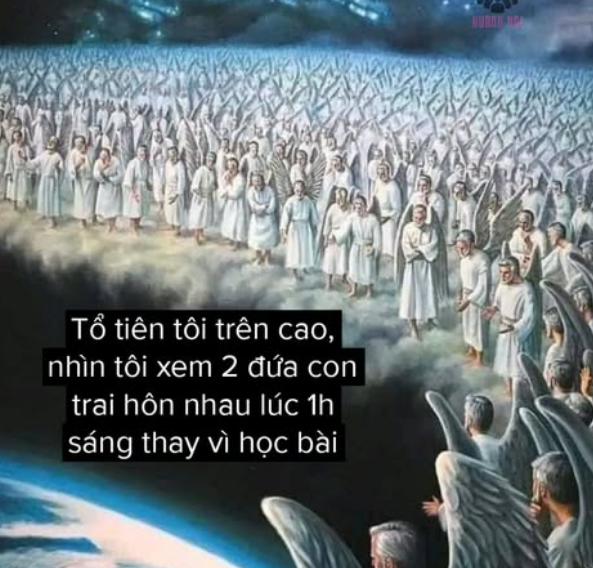 Tổ tiên tôi trên cao,
nhìn tôi xem 2 đứa con
trai hôn nhau lúc 1h
sáng thay vì học bài